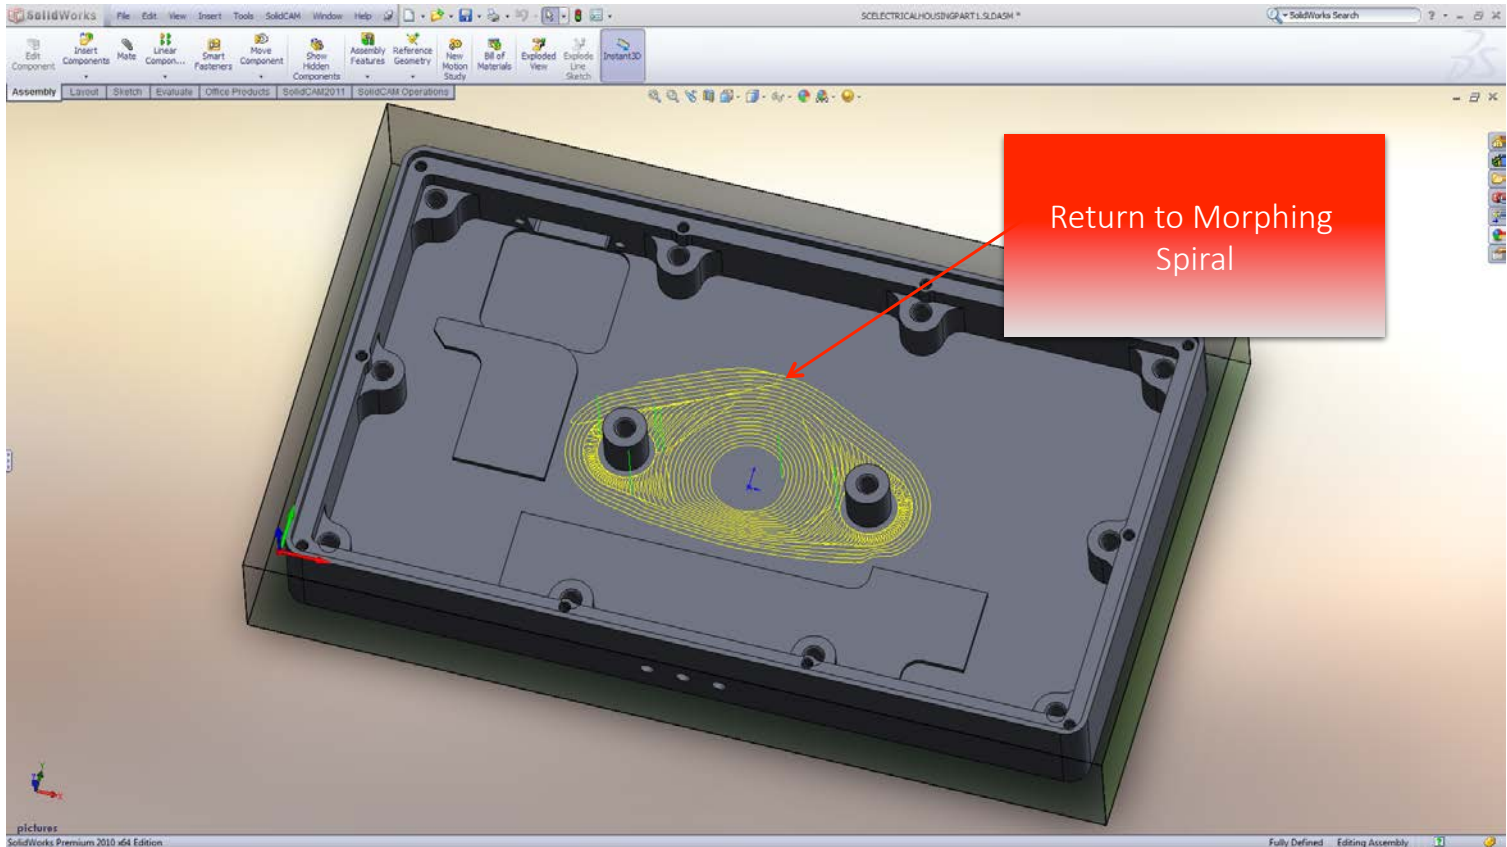 SolidWorks File Edit View Insert Tools SolidCAM Window Help
SCELECTRICALHOUSINGPART1.SLDASM *
SolidWorks Search
Edit Component
Insert Components
Mate
Linear Compon...
Smart Fasteners
Move Component
Show Hidden Components
Assembly Features
Reference Geometry
New Motion Study
Bill of Materials
Exploded View
Explode Line Sketch
Instant3D
Assembly Layout Sketch Evaluate Office Products SolidCAM2011 SolidCAM Operations
Return to Morphing
Spiral
Y
Z
X
pictures
SolidWorks Premium 2010 x64 Edition
Fully Defined Editing Assembly